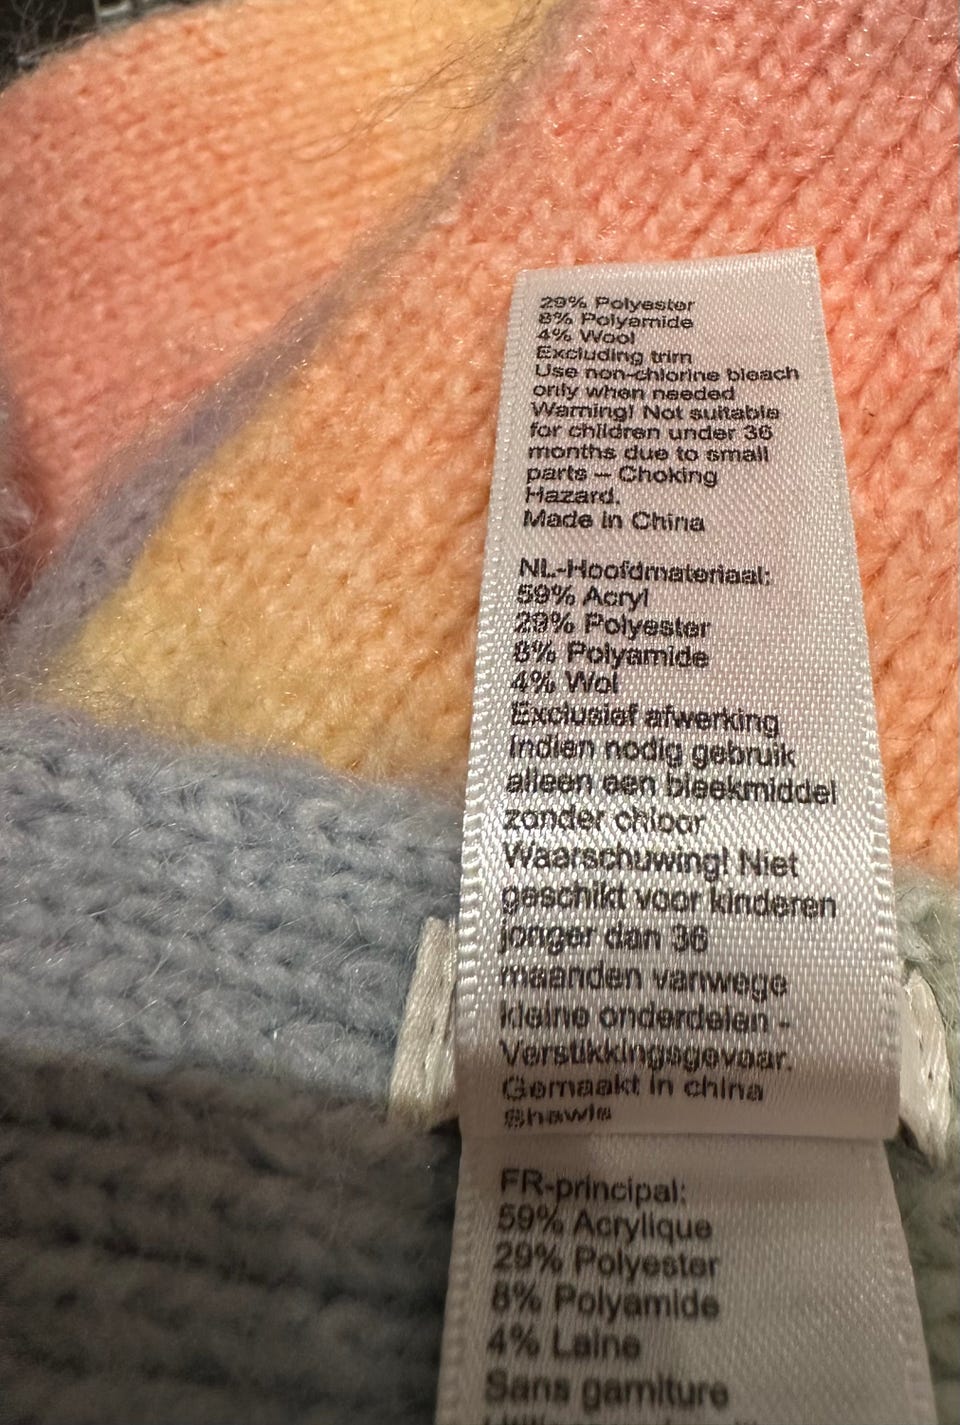 29% Polyester
8% Polyamide
4% Wool
Excluding trim
Use non-chlorine bleach
only when needed
Warning! Not suitable
for children under 36
months due to small
parts – Choking
Hazard.
Made in China
NL-Hoofdmateriaal:
59% Acryl
29% Polyester
8% Polyamide
4% Wol
Exclusief afwerking
Indien nodig gebruik
alleen een bleekmiddel
zonder chloor
Waarschuwing! Niet
geschikt voor kinderen
jonger dan 36
maanden vanwege
kleine onderdelen -
Verstikkingsgevaar.
Gemaakt in china
Shawls
FR-principal:
59% Acrylique
29% Polyester
8% Polyamide
4% Laine
Sans garniture